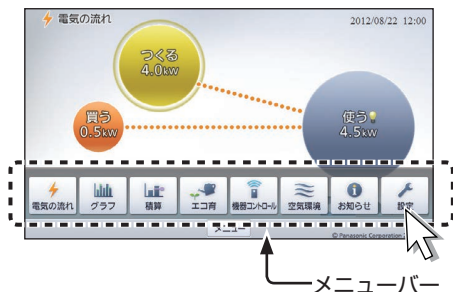 電気の流れ
2012/08/22 12:00
つくる
4.0kw
買う
0.5kw
使う
4.5kw
電気の流れ グラフ 積算 エコ育 機器コントロール 空気環境 お知らせ 設定
メニュー
© Panasonic Corporation
メニューバー